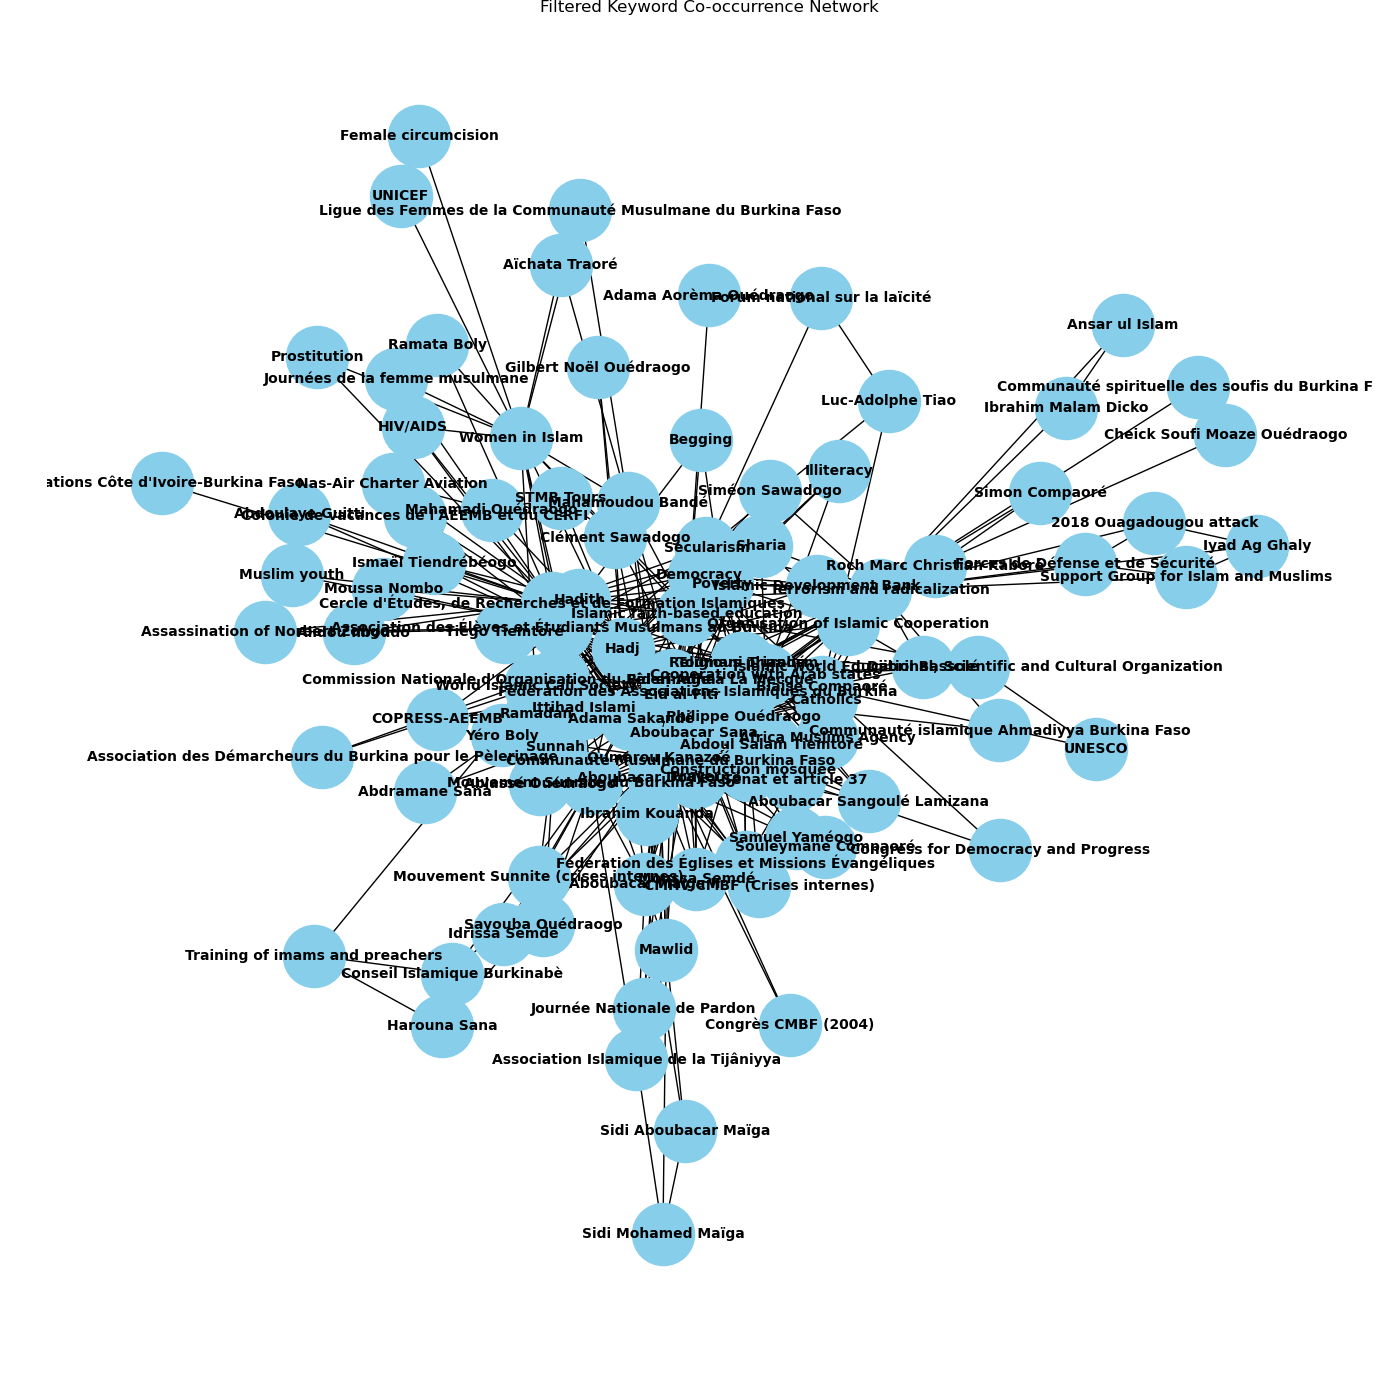 Filtered Keyword Co-occurrence Network
Female circumcision
UNICEF
Ligue des Femmes de la Communauté Musulmane du Burkina Faso
Aïchata Traoré
Adama Aorèma Ouédraogo
Forum national sur la laïcité
Ansar ul Islam
Ramata Boly
Prostitution
Gilbert Noël Ouédraogo
Journées de la femme musulmane
Communauté spirituelle des soufis du Burkina F
Luc-Adolphe Tiao
Ibrahim Malam Dicko
HIV/AIDS
Women in Islam
Begging
Cheick Soufi Moaze Ouédraogo
Illiteracy
ations Côte d'Ivoire-Burkina Faso
Nas-Air Charter Aviation
Siméon Sawadogo
Simon Compaoré
STMB Tours
Mahamoudou Bandé
Mahamadi Ouédraogo
Abdoulaye Guitti
Colonie de vacances de l'AEEMB et du CERFI
2018 Ouagadougou attack
Clément Sawadogo
Secularism
Sharia
Iyad Ag Ghaly
Ismaël Tiendrébéogo
Roch Marc Christian Kaboré
Forces de Défense et de Sécurité
Muslim youth
Democracy
Support Group for Islam and Muslims
Poverty
Islamic Development Bank
Moussa Nombo
Terrorism and radicalization
Hadith
Cercle d'Études, de Recherches et de Formation Islamiques
Islamic faith-based education
Organisation of Islamic Cooperation
Association des Élèves et Étudiants Musulmans au Burkina
Assassination of Norbert Zongo
Tiégo Tiemtoré
Hadj
Islamic World Educational, Scientific and Cultural Organization
Cooperation with Arab states
Commission Nationale d'Organisation du Pèlerinage à La Mecque
World Islamic Call Society
Blaise Compaoré
Fédération des Associations Islamiques du Burkina
Eid al-Fitr
Catholics
Ittihad Islami
Ramadan
COPRESS-AEEMB
Adama Sakandé
Philippe Ouédraogo
Communauté islamique Ahmadiyya Burkina Faso
Aboubacar Sana
Yéro Boly
Africa Muslims Agency
Abdoul Salam Tiemtoré
Sunnah
UNESCO
Association des Démarcheurs du Burkina pour le Pèlerinage
Oumarou Kanazoé
Communauté Musulmane du Burkina Faso
Construction mosquée
Sénat et article 37
Mouvement Sunnite du Burkina Faso
Abdramane Sana
Aboubacar Sangoulé Lamizana
Ibrahim Kouanda
Samuel Yaméogo
Souleymane Compaoré
Congress for Democracy and Progress
Fédération des Églises et Missions Évangéliques
Mouvement Sunnite (crises internes)
Moussa Semdé
CMBF (Crises internes)
Sayouba Ouédraogo
Idrissa Semdé
Mawlid
Training of imams and preachers
Conseil Islamique Burkinabè
Journée Nationale de Pardon
Harouna Sana
Congrès CMBF (2004)
Association Islamique de la Tijâniyya
Sidi Aboubacar Maïga
Sidi Mohamed Maïga